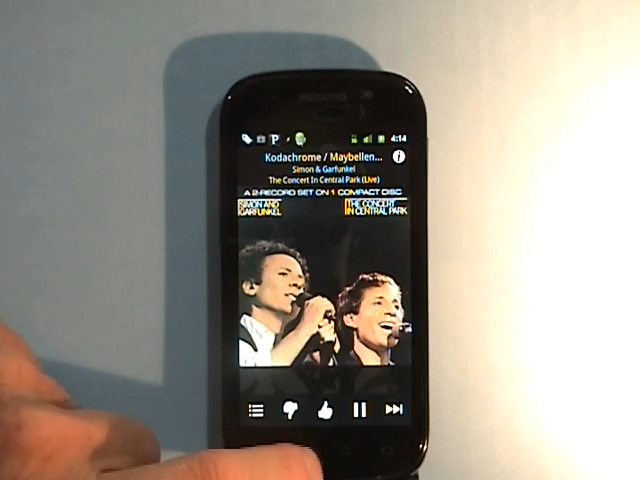 P 4:14
Kodachrome / Maybellen... i
Simon & Garfunkel
The Concert In Central Park (Live)
A 2-RECORD SET ON 1 COMPACT DISC
SIMON AND THE CONCERT
GARFUNKEL IN CENTRAL PARK